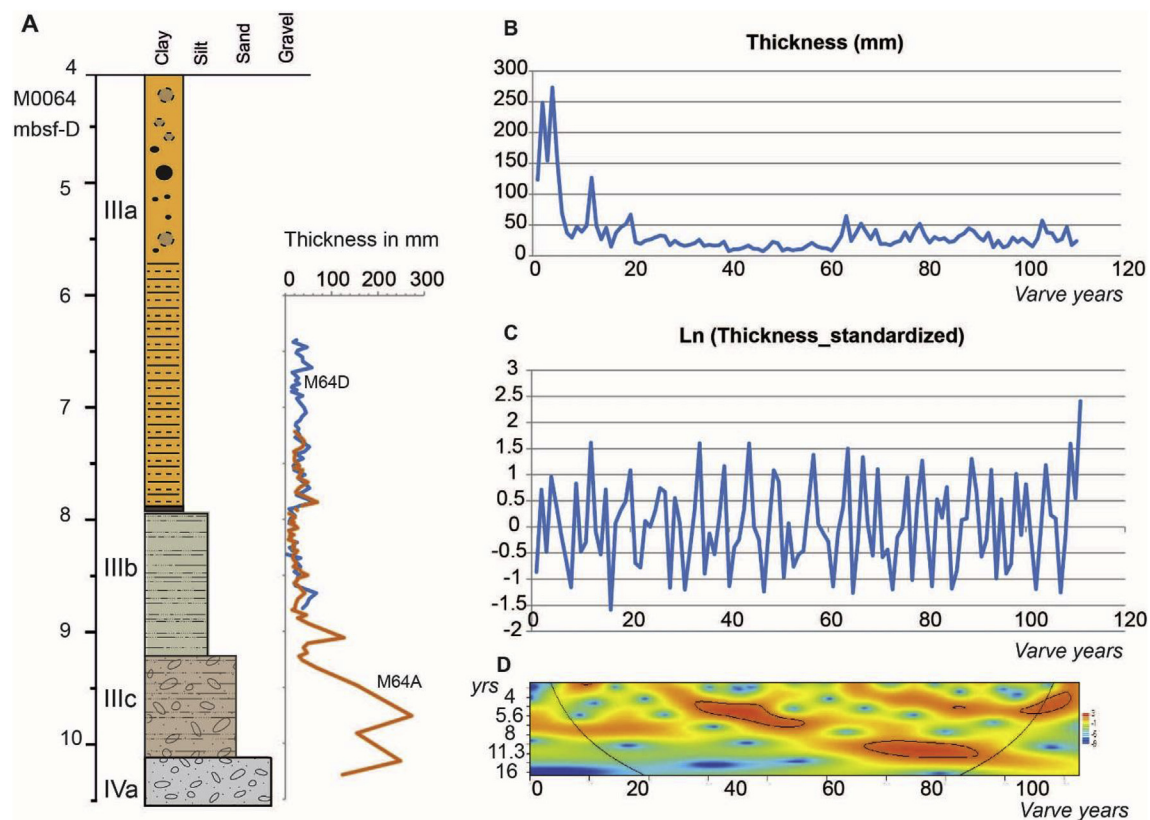 A
Clay
Silt
Sand
Gravel
4
M0064
mbsf-D
5
IIIa
6
7
8
IIIb
9
IIIc
10
IVa
Thickness in mm
0 100 200 300
M64D
M64A
B
Thickness (mm)
300
250
200
150
100
50
0
0 20 40 60 80 100 120
Varve years
C
Ln (Thickness_standardized)
3
2.5
2
1.5
1
0.5
0
-0.5
-1
-1.5
-2
0 20 40 60 80 100 120
Varve years
D
yrs
4
5.6
8
11.3
16
0 20 40 60 80 100
Varve years